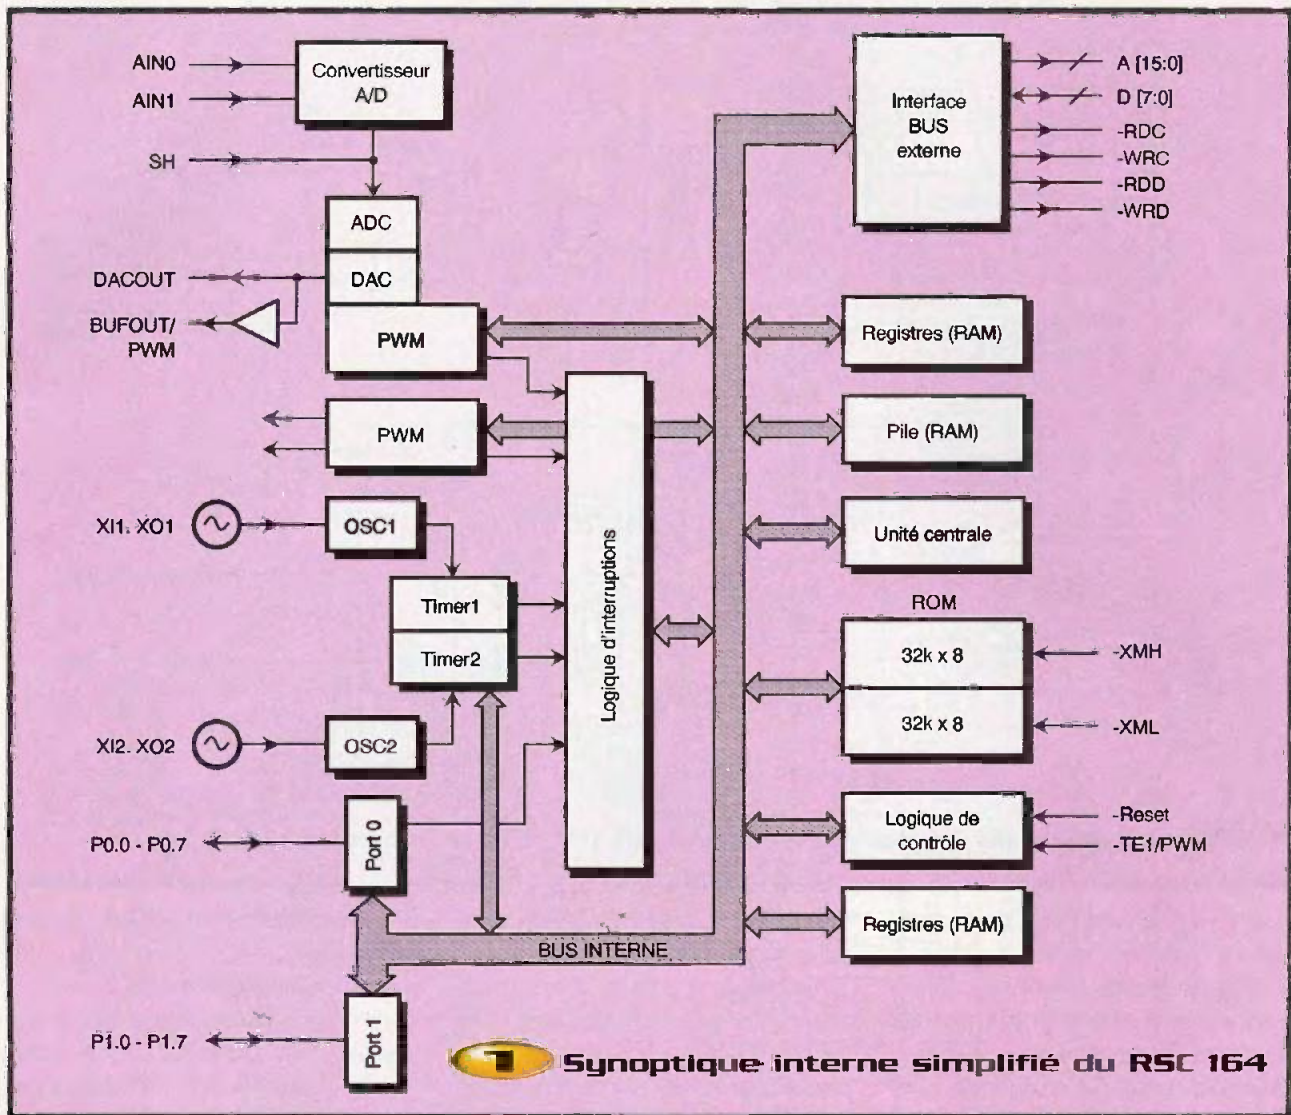 AIN0
AIN1
Convertisseur
A/D
SH
ADC
DACOUT
DAC
BUFOUT/
PWM
PWM
PWM
XI1. XO1
OSC1
Timer1
Timer2
XI2. XO2
OSC2
P0.0 - P0.7
Port 0
P1.0 - P1.7
Port 1
Logique d'interruptions
BUS INTERNE
Interface
BUS
externe
A [15:0]
D [7:0]
-RDC
-WRC
-RDD
-WRD
Registres (RAM)
Pile (RAM)
Unité centrale
ROM
32k x 8
-XMH
32k x 8
-XML
Logique de
contrôle
-Reset
-TE1/PWM
Registres (RAM)
1 Synoptique interne simplifié du RSC 164